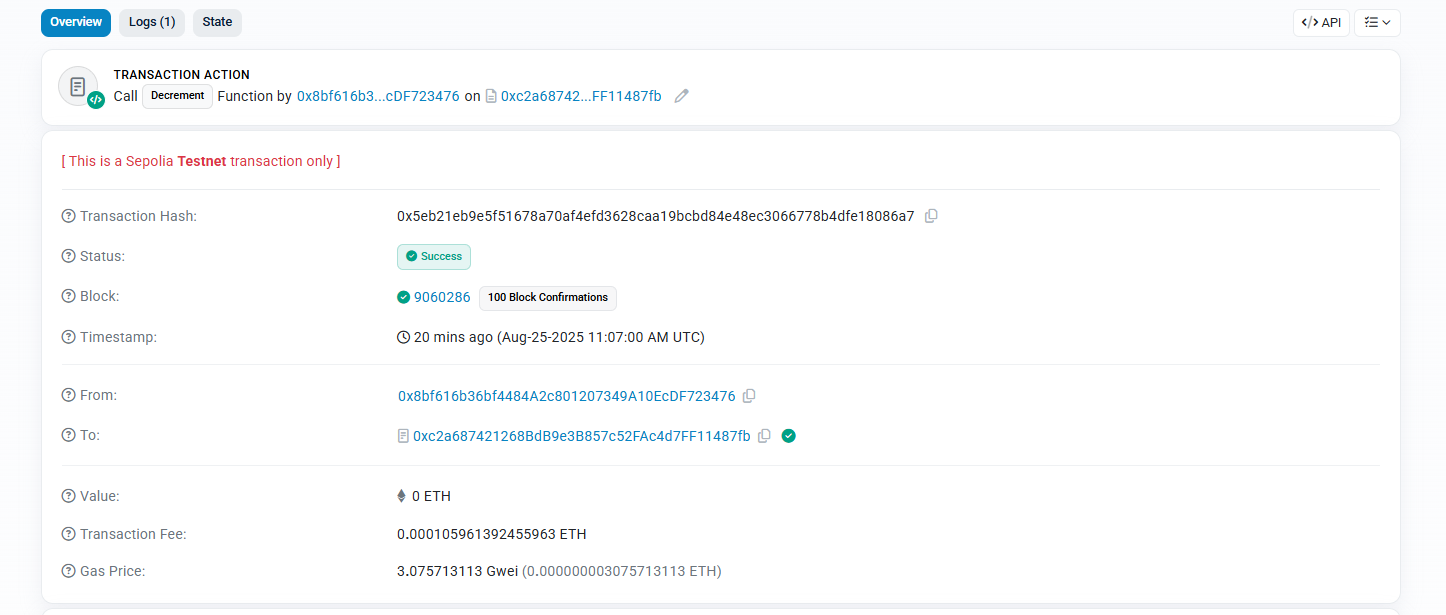 Overview Logs (1) State </> API
TRANSACTION ACTION
Call Decrement Function by 0x8bf616b3...cDF723476 on 0xc2a68742...FF11487fb
[ This is a Sepolia Testnet transaction only ]
Transaction Hash: 0x5eb21eb9e5f51678a70af4efd3628caa19bcbd84e48ec3066778b4dfe18086a7
Status: Success
Block: 9060286 100 Block Confirmations
Timestamp: 20 mins ago (Aug-25-2025 11:07:00 AM UTC)
From: 0x8bf616b36bf4484A2c801207349A10EcDF723476
To: 0xc2a687421268BdB9e3B857c52FAc4d7FF11487fb
Value: 0 ETH
Transaction Fee: 0.000105961392455963 ETH
Gas Price: 3.075713113 Gwei (0.000000003075713113 ETH)